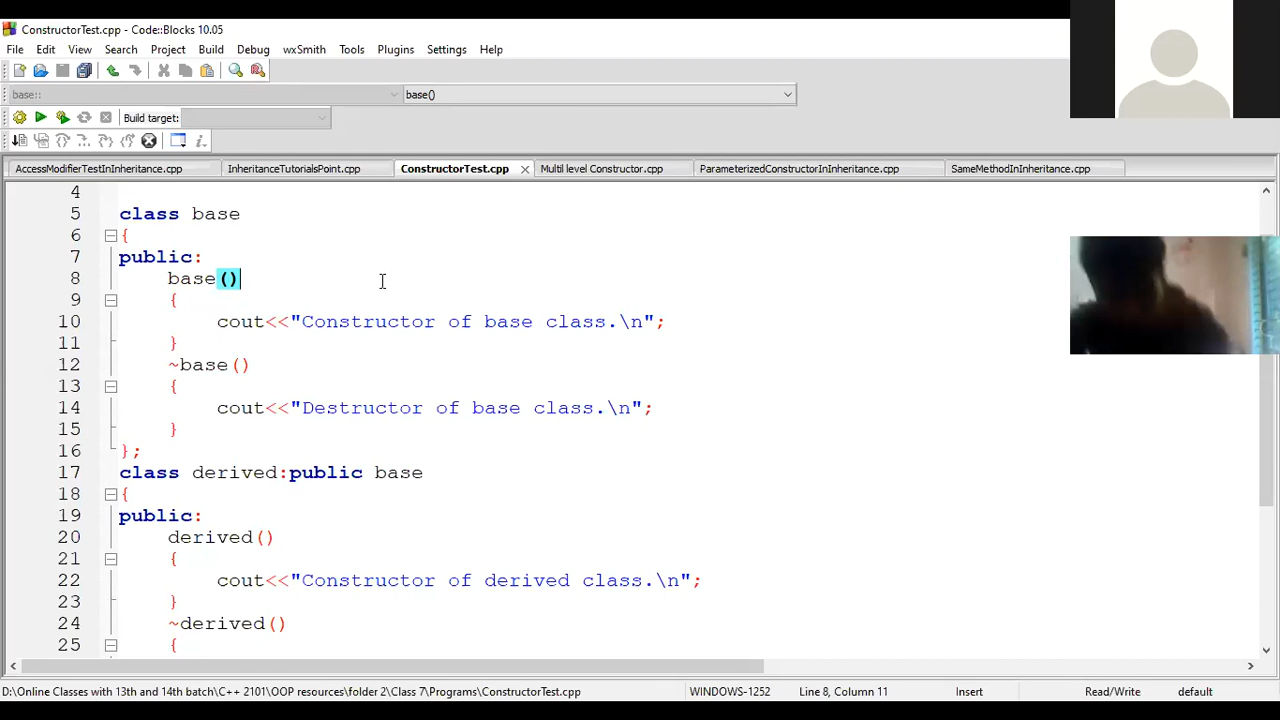 ConstructorTest.cpp - Code::Blocks 10.05
File Edit View Search Project Build Debug wxSmith Tools Plugins Settings Help
base:: base()
Build target:
AccessModifierTestInInheritance.cpp InheritanceTutorialsPoint.cpp ConstructorTest.cpp Multi level Constructor.cpp ParameterizedConstructorInInheritance.cpp SameMethodInInheritance.cpp
4
5 class base
6 {
7 public:
8 base()
9 {
10 cout<<"Constructor of base class.\n";
11 }
12 ~base()
13 {
14 cout<<"Destructor of base class.\n";
15 }
16 };
17 class derived:public base
18 {
19 public:
20 derived()
21 {
22 cout<<"Constructor of derived class.\n";
23 }
24 ~derived()
25 {
D:\Online Classes with 13th and 14th batch\C++ 2101\OOP resources\folder 2\Class 7\Programs\ConstructorTest.cpp WINDOWS-1252 Line 8, Column 11 Insert Read/Write default